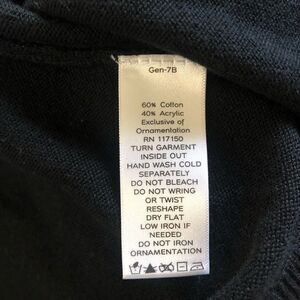 Gen-7B
60% Cotton
40% Acrylic
Exclusive of
Ornamentation
RN 117150
TURN GARMENT
INSIDE OUT
HAND WASH COLD
SEPARATELY
DO NOT BLEACH
DO NOT WRING
OR TWIST
RESHAPE
DRY FLAT
LOW IRON IF
NEEDED
DO NOT IRON
ORNAMENTATION